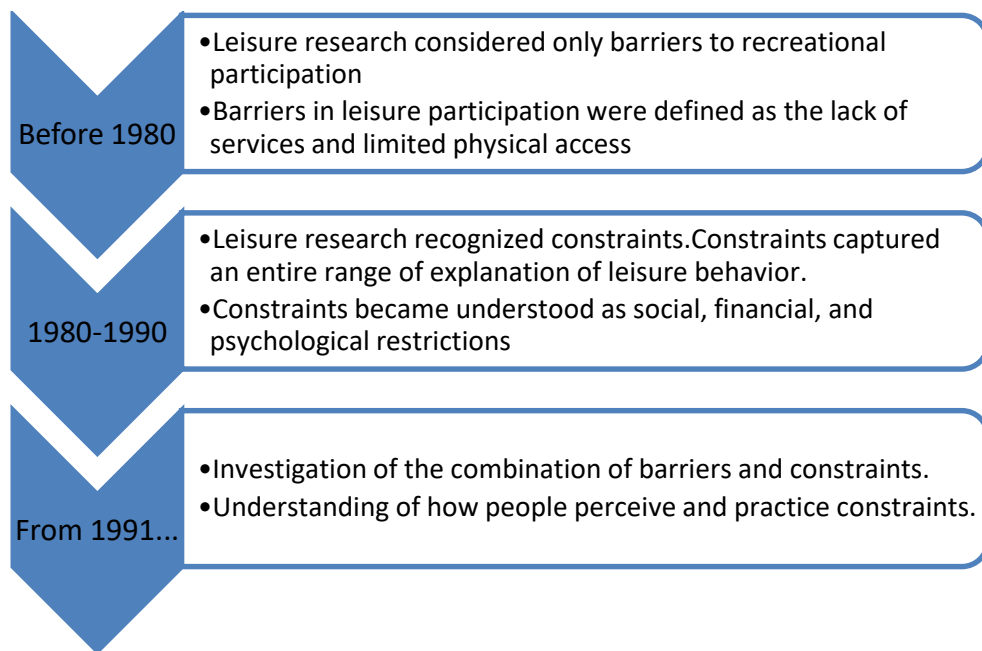 Before 1980
•Leisure research considered only barriers to recreational
participation
•Barriers in leisure participation were defined as the lack of
services and limited physical access
1980-1990
•Leisure research recognized constraints.Constraints captured
an entire range of explanation of leisure behavior.
•Constraints became understood as social, financial, and
psychological restrictions
From 1991...
•Investigation of the combination of barriers and constraints.
•Understanding of how people perceive and practice constraints.